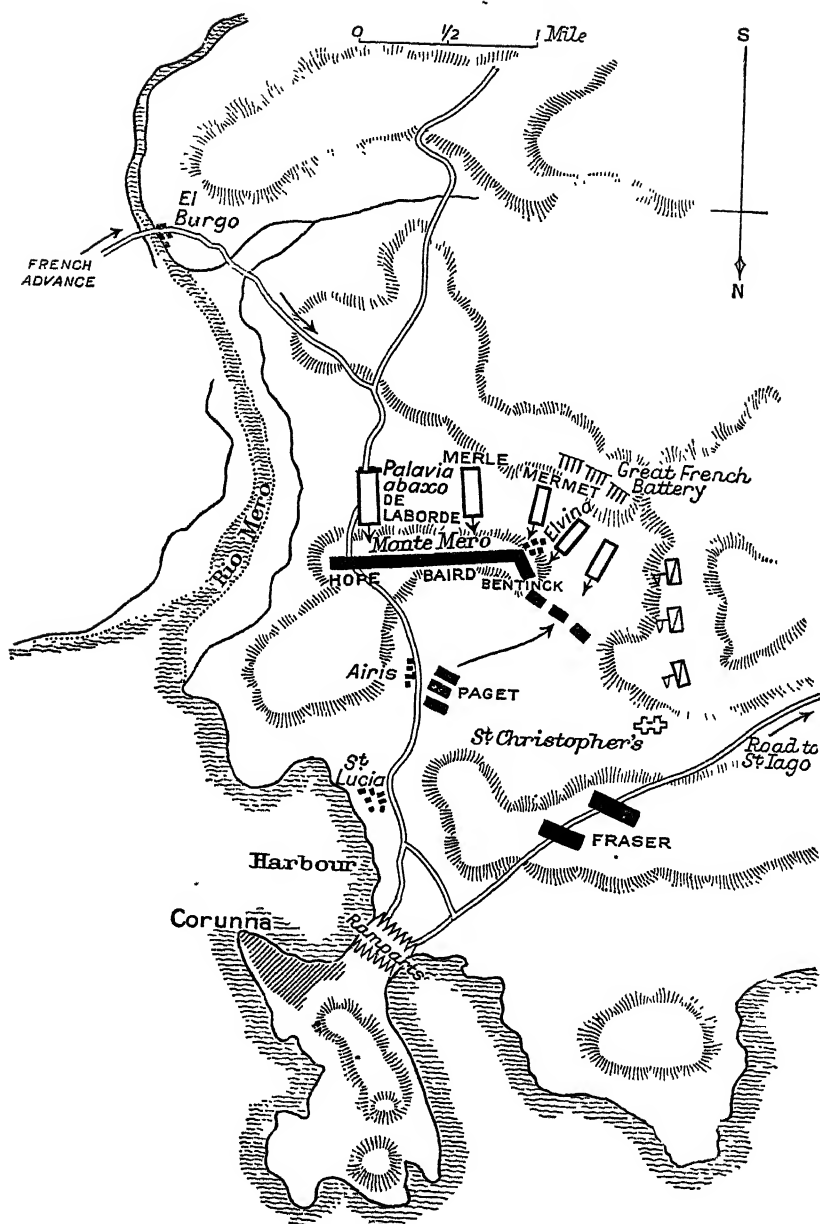 0 1/2 1 Mile
S
N
El
Burgo
FRENCH
ADVANCE
Rio Mero
Palavia
abaxo
DE
LABORDE
MERLE
MERMET
Elvina
Great French
Battery
Monte Mero
HOPE
BAIRD
BENTINCK
Airis
PAGET
St Christopher's
Road to
St Iago
St
Lucia
FRASER
Harbour
Corunna
Ramparts